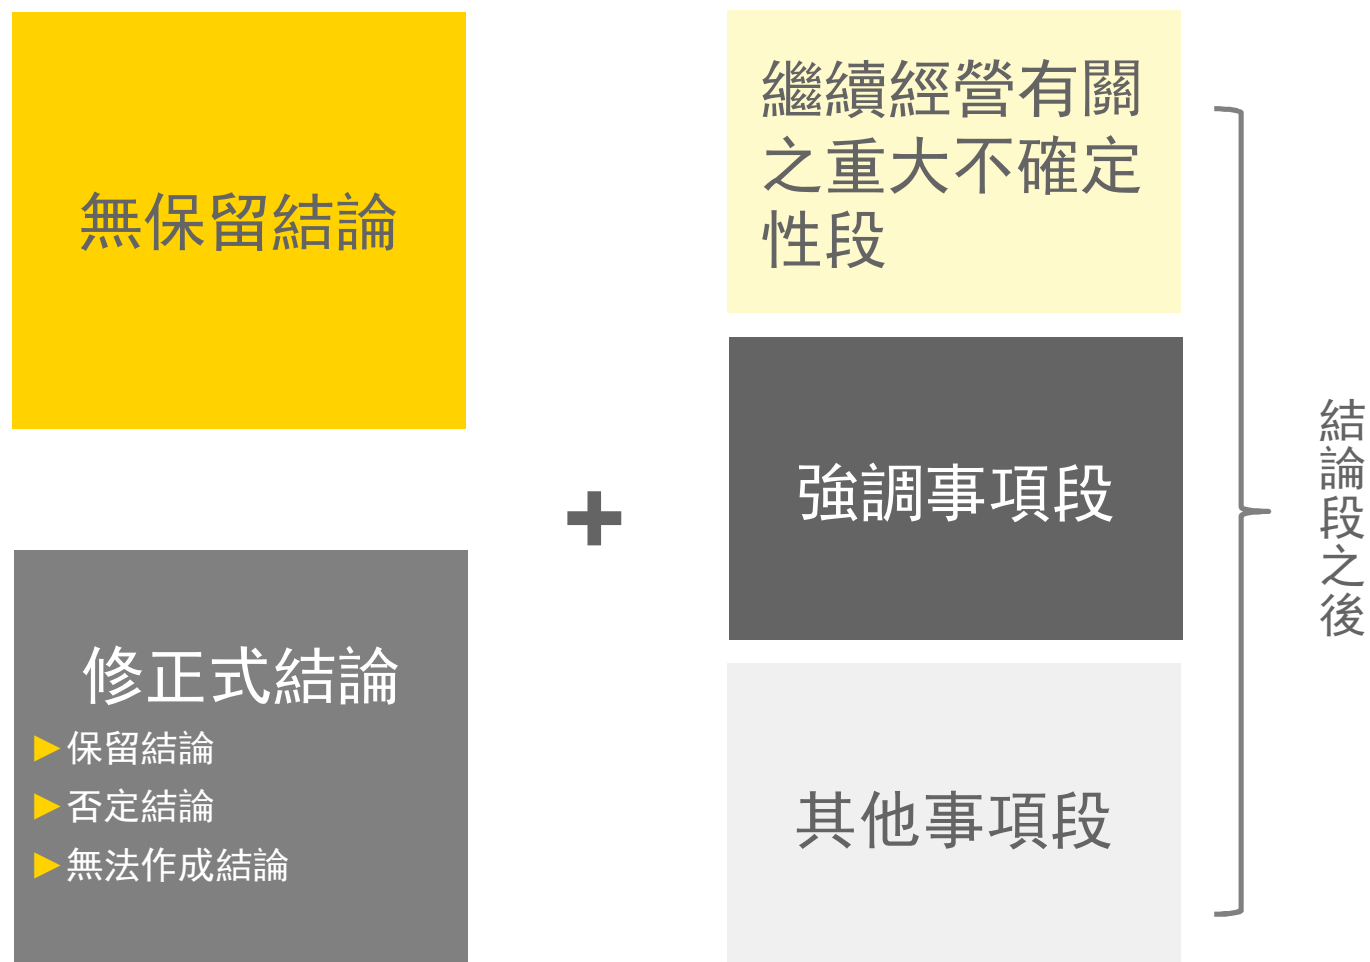 無保留結論
修正式結論
保留結論
否定結論
無法作成結論
+
繼續經營有關
之重大不確定
性段
強調事項段
其他事項段
結論段之後